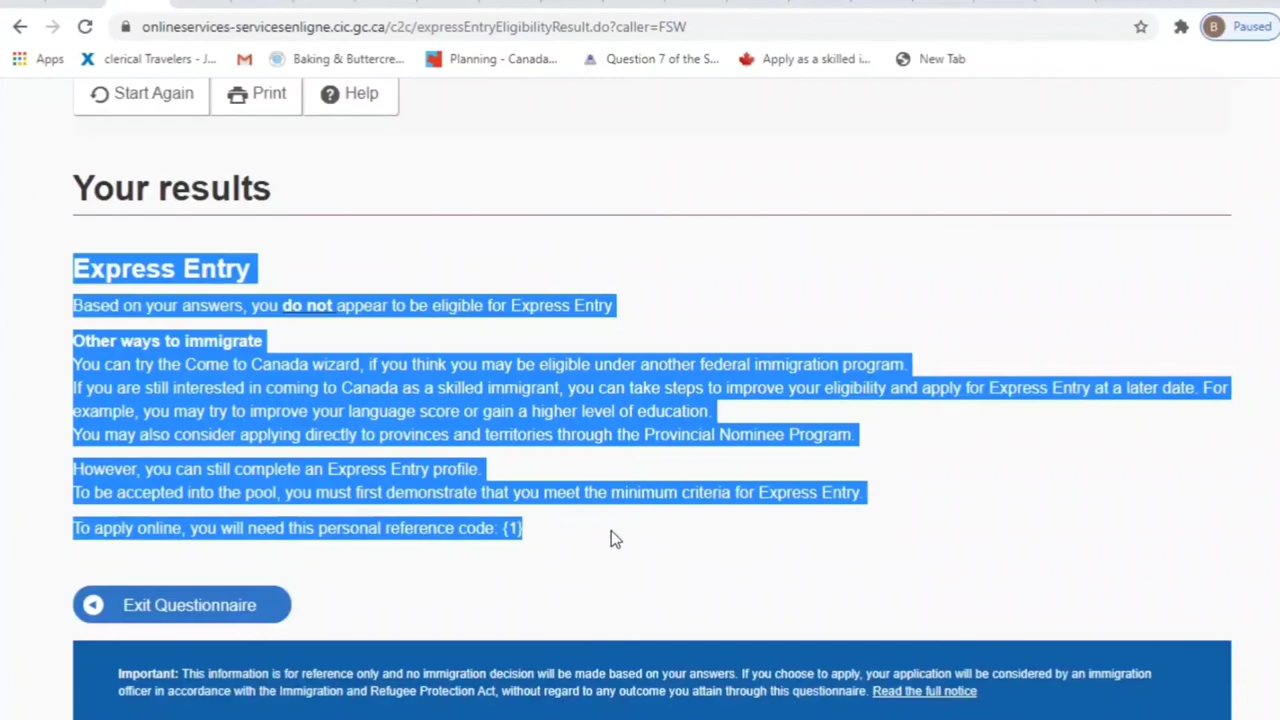 onlineservices-servicesenligne.cic.gc.ca/c2c/expressEntryEligibilityResult.do?caller=FSW
B Paused
Apps X clerical Travelers - J... M Baking & Buttercre... Planning - Canada... Question 7 of the S... Apply as a skilled i... New Tab
Start Again Print ? Help
Your results
Express Entry
Based on your answers, you do not appear to be eligible for Express Entry
Other ways to immigrate
You can try the Come to Canada wizard, if you think you may be eligible under another federal immigration program.
If you are still interested in coming to Canada as a skilled immigrant, you can take steps to improve your eligibility and apply for Express Entry at a later date. For
example, you may try to improve your language score or gain a higher level of education.
You may also consider applying directly to provinces and territories through the Provincial Nominee Program.
However, you can still complete an Express Entry profile.
To be accepted into the pool, you must first demonstrate that you meet the minimum criteria for Express Entry.
To apply online, you will need this personal reference code: {1}
Exit Questionnaire
Important: This information is for reference only and no immigration decision will be made based on your answers. If you choose to apply, your application will be considered by an immigration
officer in accordance with the Immigration and Refugee Protection Act, without regard to any outcome you attain through this questionnaire. Read the full notice